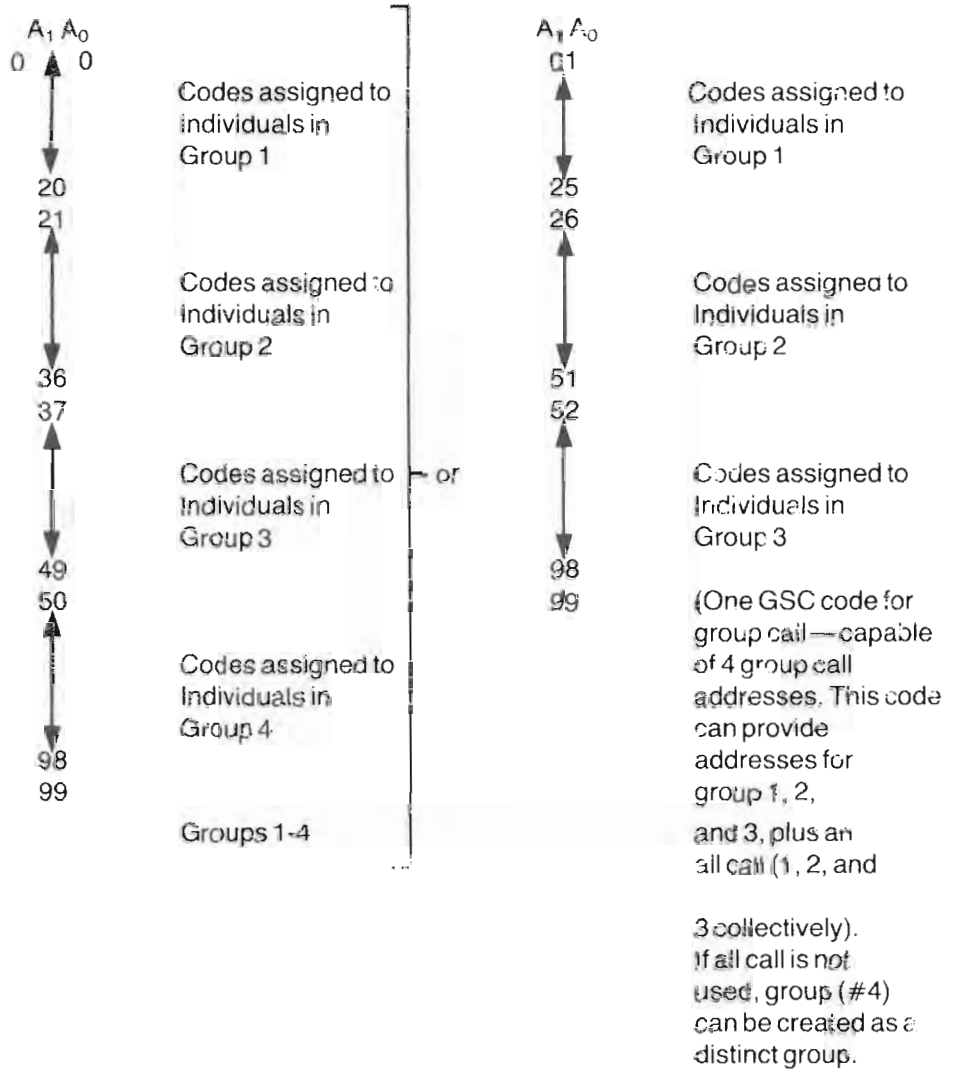 A₁ A₀
0 0
Codes assigned to
Individuals in
Group 1
20
21
Codes assigned to
Individuals in
Group 2
36
37
Codes assigned to
Individuals in
Group 3
49
50
Codes assigned to
Individuals in
Group 4
98
99
Groups 1-4
or
A₁ A₀
01
Codes assigned to
Individuals in
Group 1
25
26
Codes assigned to
Individuals in
Group 2
51
52
Codes assigned to
Individuals in
Group 3
98
99
(One GSC code for
group call—capable
of 4 group call
addresses. This code
can provide
addresses for
group 1, 2,
and 3, plus an
all call (1, 2, and
3 collectively).
If all call is not
used, group (#4)
can be created as a
distinct group.